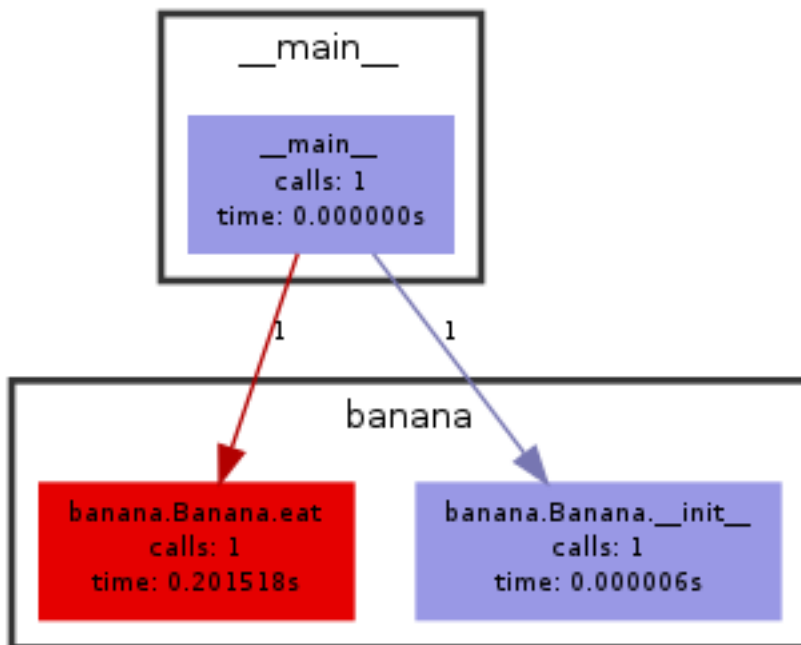 __main__
__main__
calls: 1
time: 0.000000s
1
1
banana
banana.Banana.eat
calls: 1
time: 0.201518s
banana.Banana.__init__
calls: 1
time: 0.000006s